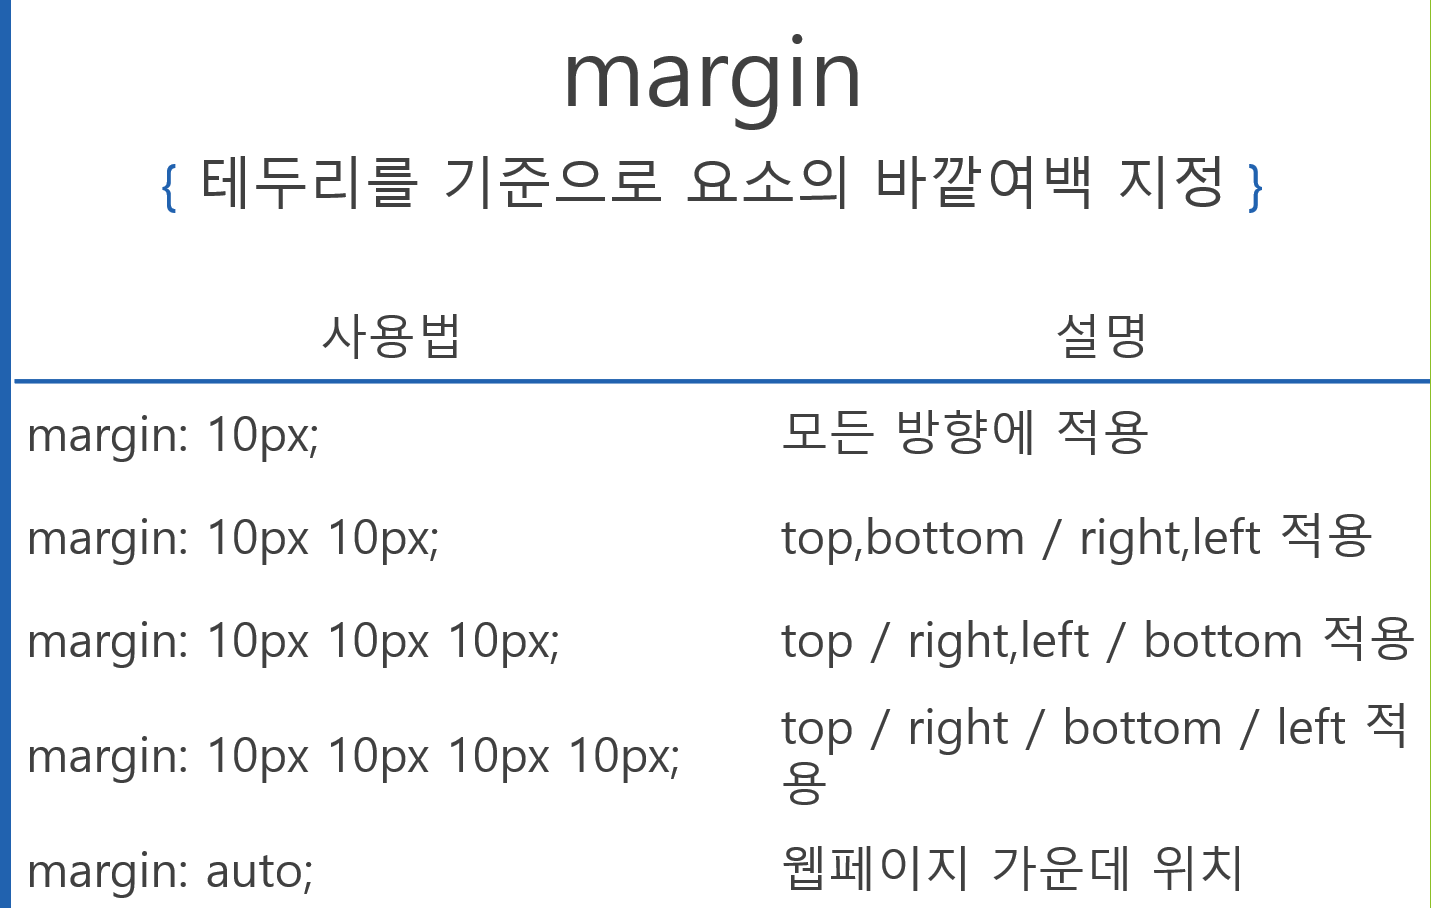 margin
{ 테두리를 기준으로 요소의 바깥여백 지정 }
사용법 설명
margin: 10px; 모든 방향에 적용
margin: 10px 10px; top,bottom / right,left 적용
margin: 10px 10px 10px; top / right,left / bottom 적용
margin: 10px 10px 10px 10px; top / right / bottom / left 적
용
margin: auto; 웹페이지 가운데 위치